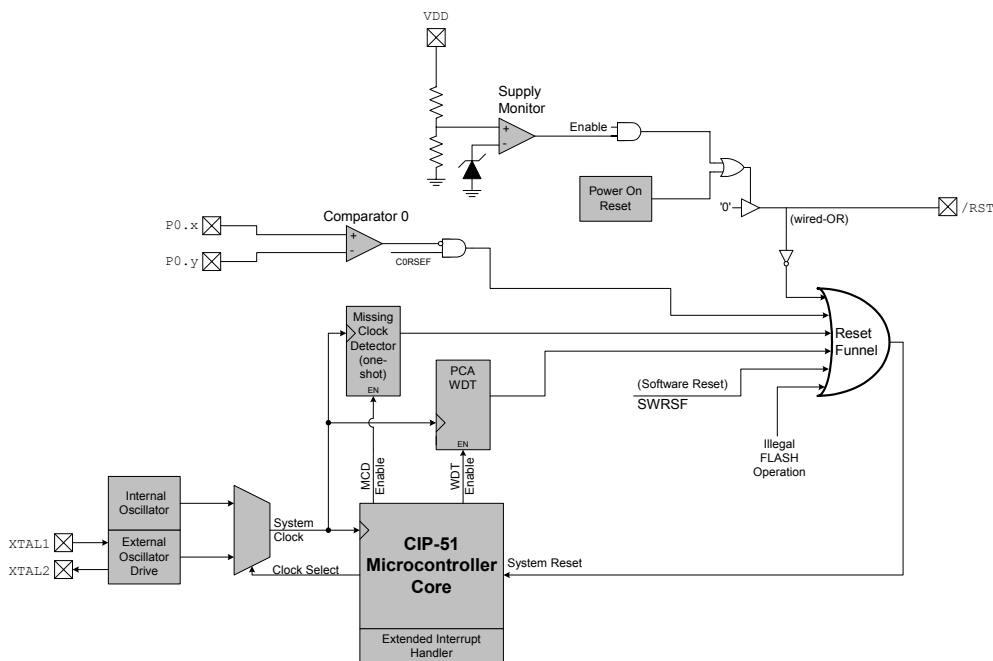 VDD
Supply
Monitor
+
-
Enable
Power On
Reset
'0'
(wired-OR)
/RST
P0.x
P0.y
Comparator 0
+
-
C0RSEF
Missing
Clock
Detector
(one-
shot)
EN
PCA
WDT
EN
Reset
Funnel
(Software Reset)
SWRSF
Illegal
FLASH
Operation
MCD
Enable
WDT
Enable
Internal
Oscillator
External
Oscillator
Drive
XTAL1
XTAL2
System
Clock
Clock Select
CIP-51
Microcontroller
Core
System Reset
Extended Interrupt
Handler